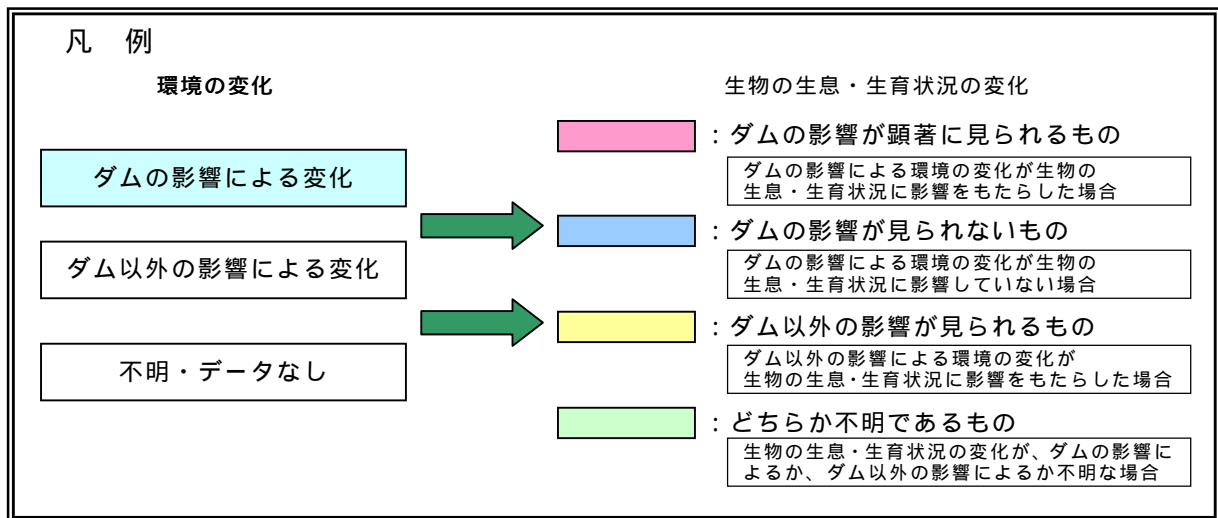 凡 例
環境の変化
ダムの影響による変化
ダム以外の影響による変化
不明・データなし
生物の生息・生育状況の変化
：ダムの影響が顕著に見られるもの
ダムの影響による環境の変化が生物の
生息・生育状況に影響をもたらした場合
：ダムの影響が見られないもの
ダムの影響による環境の変化が生物の
生息・生育状況に影響していない場合
：ダム以外の影響が見られるもの
ダム以外の影響による環境の変化が
生物の生息・生育状況に影響をもたらした場合
：どちらか不明であるもの
生物の生息・生育状況の変化が、ダムの影響に
よるか、ダム以外の影響によるか不明な場合